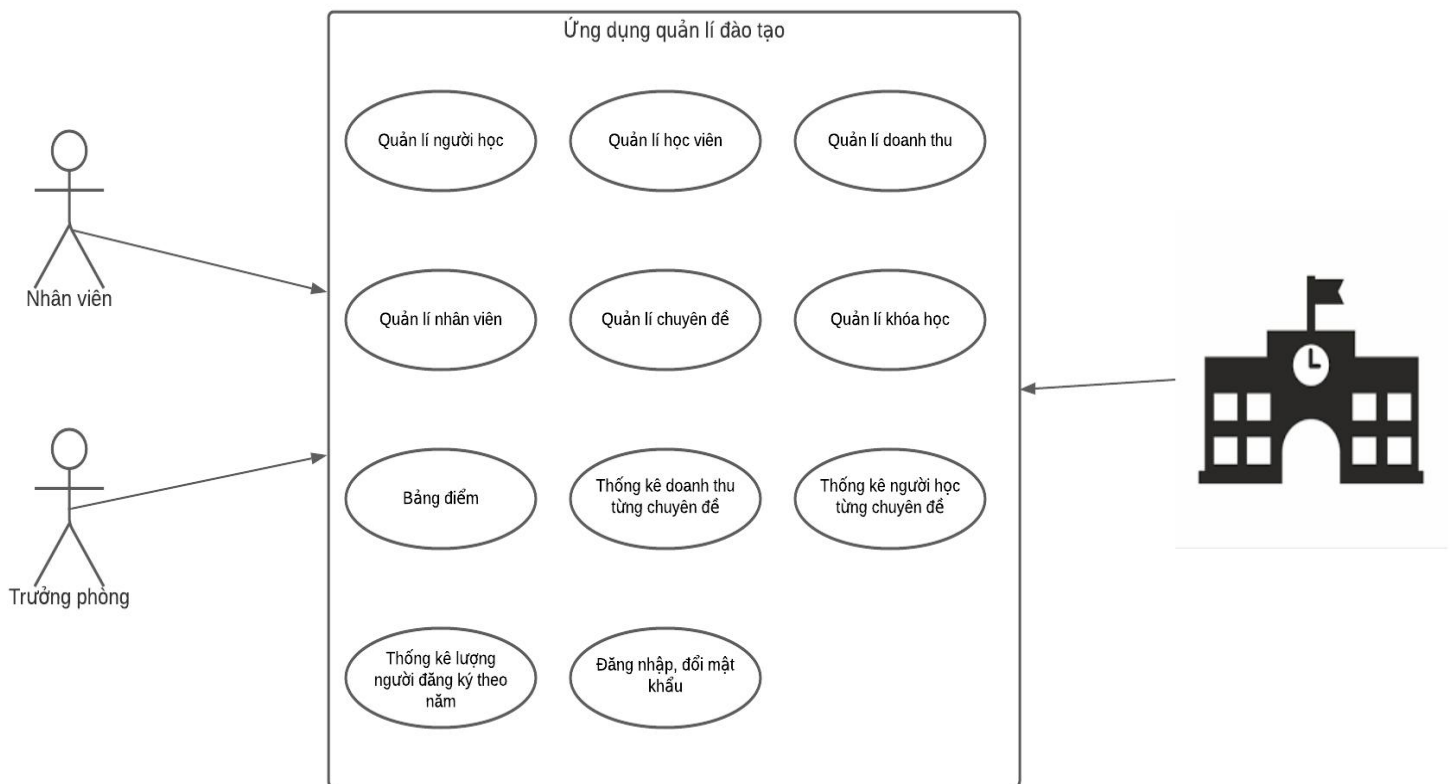 Ứng dụng quản lí đào tạo
Quản lí người học
Quản lí học viên
Quản lí doanh thu
Nhân viên
Quản lí nhân viên
Quản lí chuyên đề
Quản lí khóa học
Trưởng phòng
Bảng điểm
Thống kê doanh thu
từng chuyên đề
Thống kê người học
từng chuyên đề
Thống kê lượng
người đăng ký theo
năm
Đăng nhập, đổi mật
khẩu